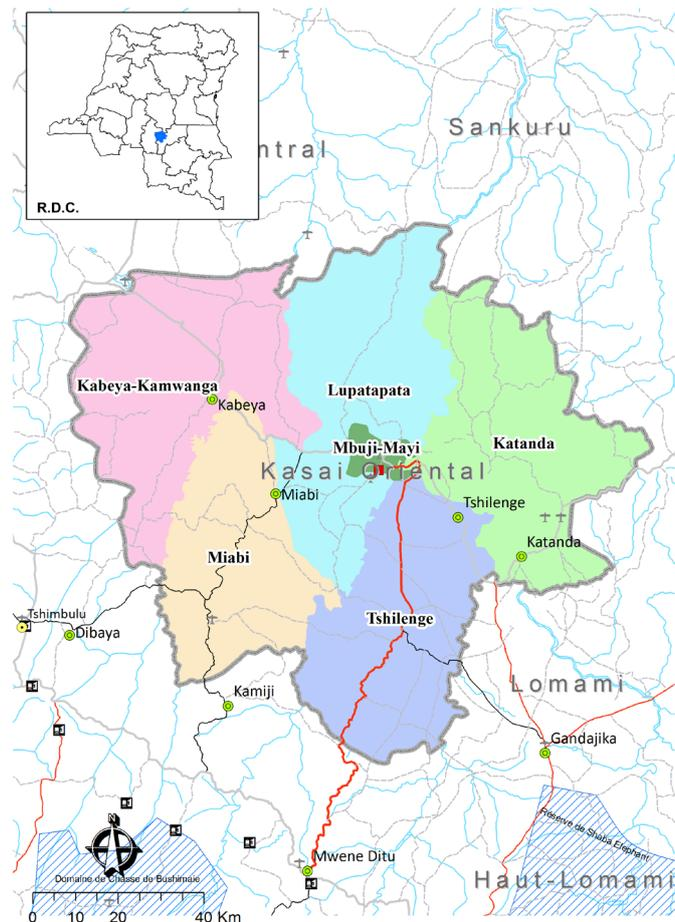 R.D.C.
ntral
Sankuru
Kabeya-Kamwanga
Kabeya
Lupatapata
Mbuji-Mayi
Katanda
Kasai Oriental
Miabi
Tshilenge
Katanda
Miabi
Tshimbulu
Dibaya
Tshilenge
Kamiji
Lomami
Gandajika
Réserve de Shaba Elephant
N
Mwene Ditu
Domaine de Chasse de Bushimaie
Haut-Lomami
0 10 20 40 Km